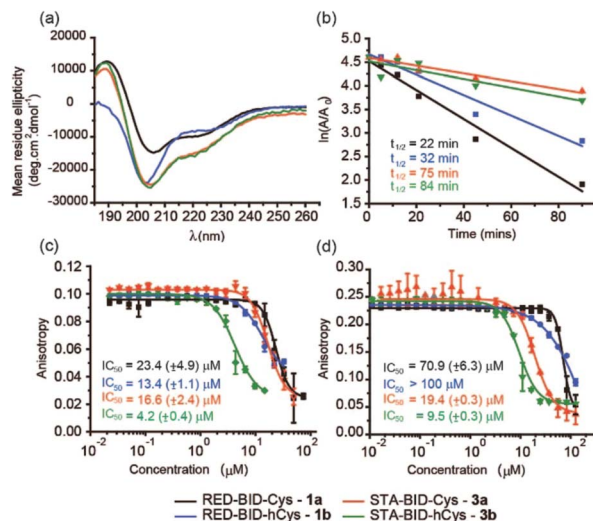 (a)
20000
10000
0
-10000
-20000
-30000
Mean residue ellipticity
(deg.cm²dmol⁻¹)
190 200 210 220 230 240 250 260
λ(nm)
(b)
5.0
4.5
4.0
3.5
3.0
2.5
2.0
1.5
ln(A/A₀)
t1/2 = 22 min
t1/2 = 32 min
t1/2 = 75 min
t1/2 = 84 min
0 20 40 60 80
Time (mins)
(c)
0.12
0.10
0.08
0.06
0.04
0.02
0.00
Anisotropy
IC50 = 23.4 (±4.9) µM
IC50 = 13.4 (±1.1) µM
IC50 = 16.6 (±2.4) µM
IC50 = 4.2 (±0.4) µM
10⁻² 10⁻¹ 10⁰ 10¹ 10²
Concentration (µM)
(d)
0.30
0.25
0.20
0.15
0.10
0.05
0.00
Anisotropy
IC50 = 70.9 (±6.3) µM
IC50 > 100 µM
IC50 = 19.4 (±0.3) µM
IC50 = 9.5 (±0.3) µM
10⁻² 10⁻¹ 10⁰ 10¹ 10²
Concentration (µM)
RED-BID-Cys - 1a
STA-BID-Cys - 3a
RED-BID-hCys - 1b
STA-BID-hCys - 3b